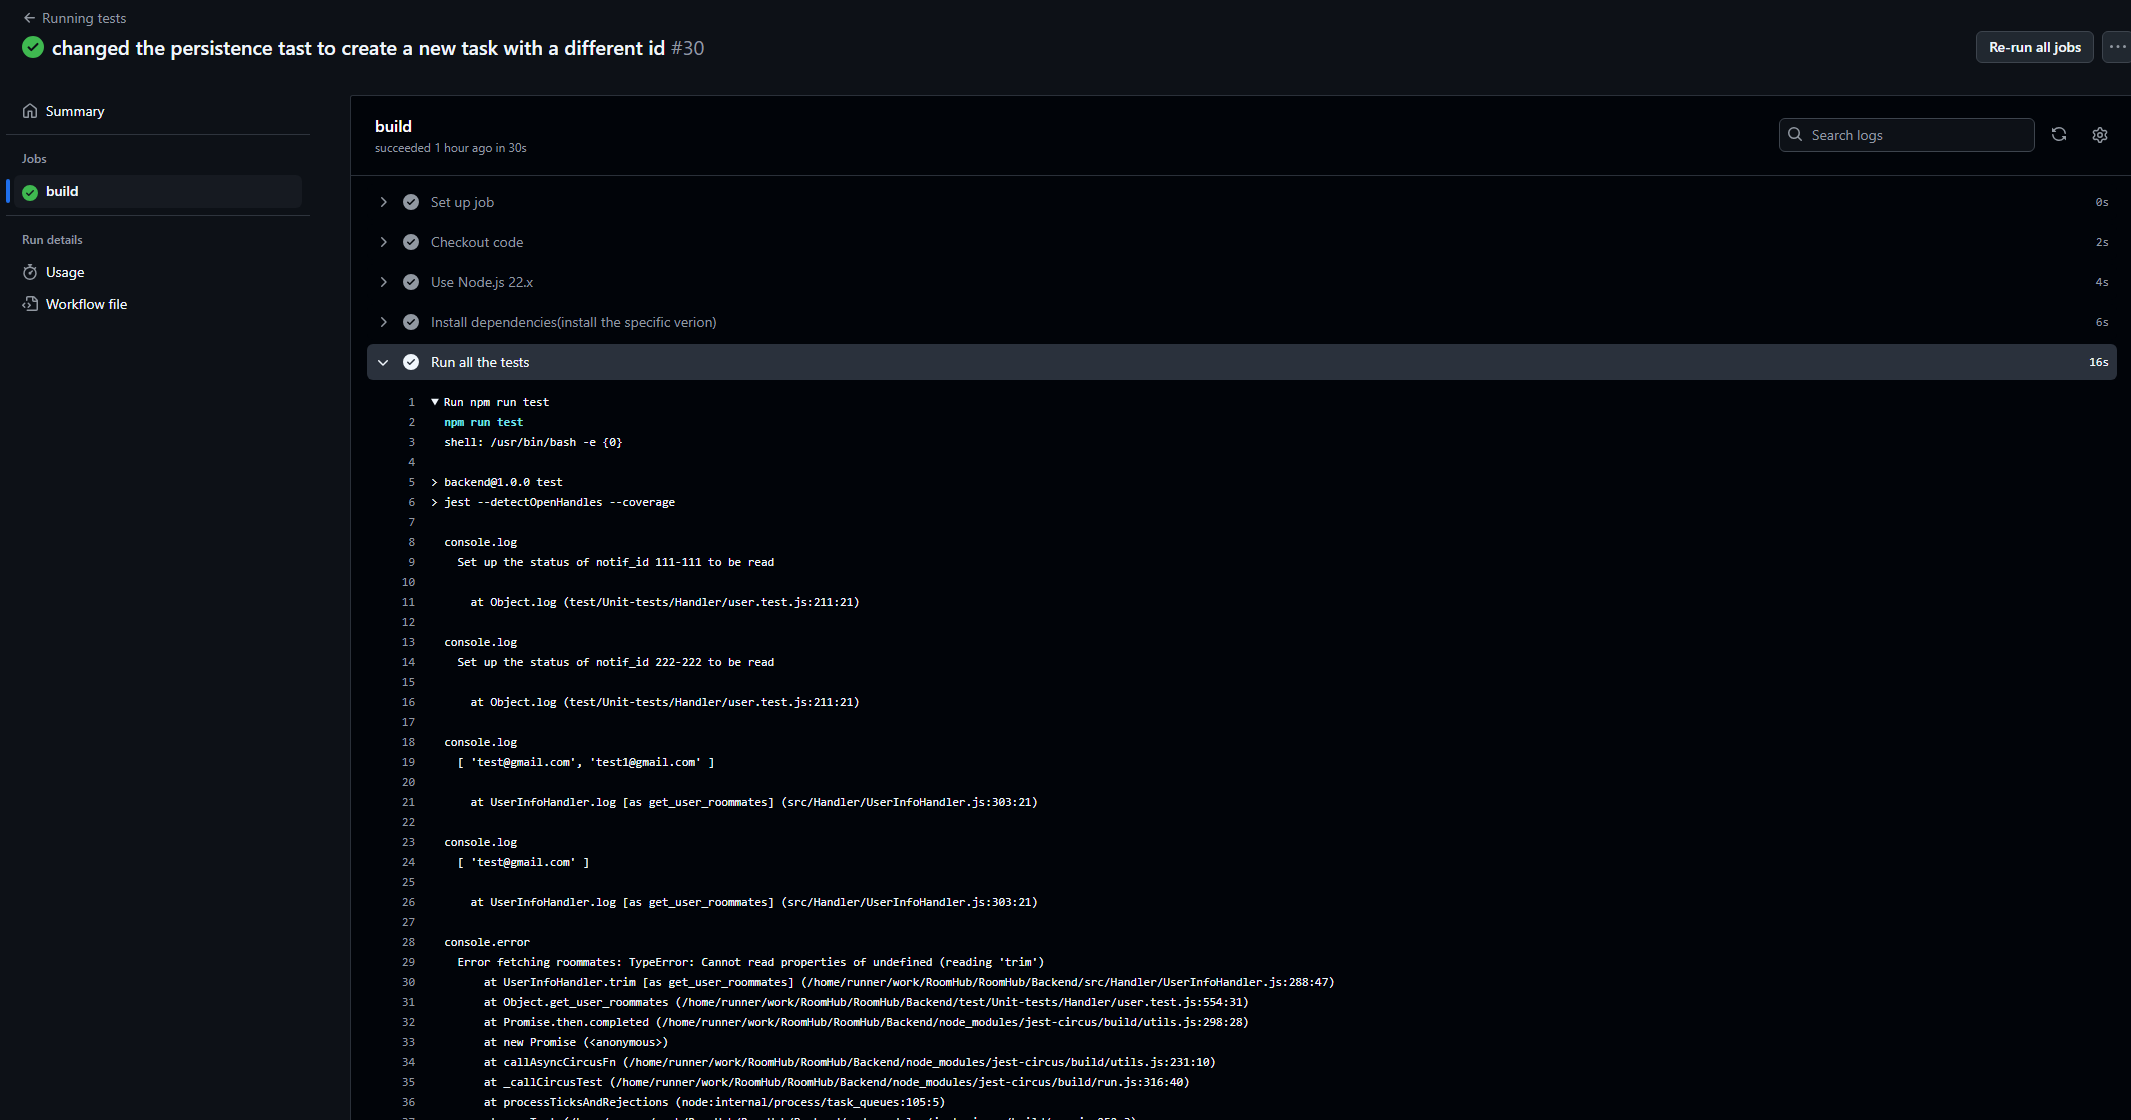 Running tests
changed the persistence tast to create a new task with a different id #30
Re-run all jobs
Summary
Jobs
build
Run details
Usage
Workflow file
build
succeeded 1 hour ago in 30s
Search logs
Set up job 0s
Checkout code 2s
Use Node.js 22.x 4s
Install dependencies(install the specific verion) 6s
Run all the tests 16s
1 ▼ Run npm run test
2 npm run test
3 shell: /usr/bin/bash -e {0}
4
5 > backend@1.0.0 test
6 > jest --detectOpenHandles --coverage
7
8 console.log
9 Set up the status of notif_id 111-111 to be read
10
11 at Object.log (test/Unit-tests/Handler/user.test.js:211:21)
12
13 console.log
14 Set up the status of notif_id 222-222 to be read
15
16 at Object.log (test/Unit-tests/Handler/user.test.js:211:21)
17
18 console.log
19 [ 'test@gmail.com', 'test1@gmail.com' ]
20
21 at UserInfoHandler.log [as get_user_roommates] (src/Handler/UserInfoHandler.js:303:21)
22
23 console.log
24 [ 'test@gmail.com' ]
25
26 at UserInfoHandler.log [as get_user_roommates] (src/Handler/UserInfoHandler.js:303:21)
27
28 console.error
29 Error fetching roommates: TypeError: Cannot read properties of undefined (reading 'trim')
30 at UserInfoHandler.trim [as get_user_roommates] (/home/runner/work/RoomHub/RoomHub/Backend/src/Handler/UserInfoHandler.js:288:47)
31 at Object.get_user_roommates (/home/runner/work/RoomHub/RoomHub/Backend/test/Unit-tests/Handler/user.test.js:554:31)
32 at Promise.then.completed (/home/runner/work/RoomHub/RoomHub/Backend/node_modules/jest-circus/build/utils.js:298:28)
33 at new Promise (<anonymous>)
34 at callAsyncCircusFn (/home/runner/work/RoomHub/RoomHub/Backend/node_modules/jest-circus/build/utils.js:231:10)
35 at _callCircusTest (/home/runner/work/RoomHub/RoomHub/Backend/node_modules/jest-circus/build/run.js:316:40)
36 at processTicksAndRejections (node:internal/process/task_queues:105:5)